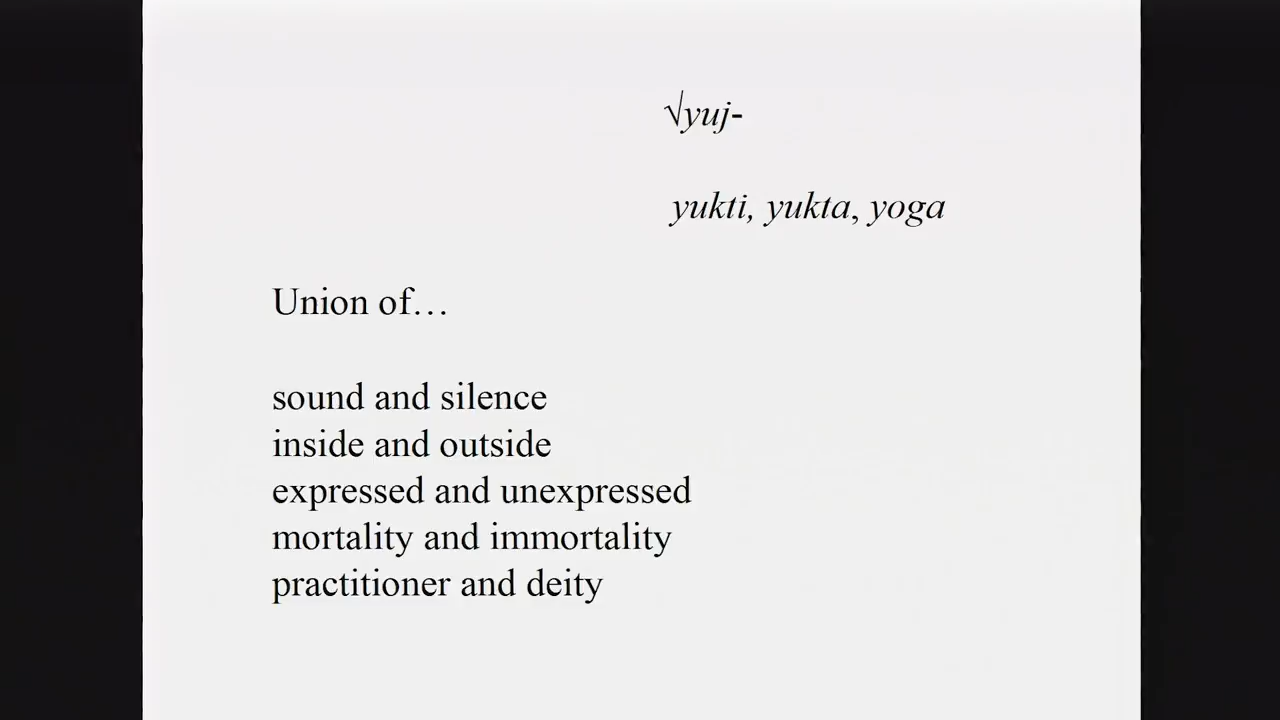 √yuj-
yukti, yukta, yoga
Union of…
sound and silence
inside and outside
expressed and unexpressed
mortality and immortality
practitioner and deity